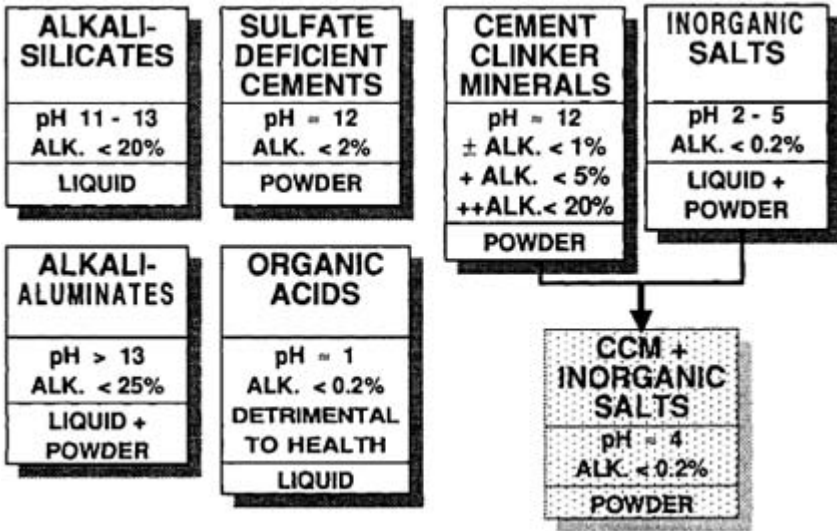 ALKALI-
SILICATES
pH 11 - 13
ALK. < 20%
LIQUID
SULFATE
DEFICIENT
CEMENTS
pH ≈ 12
ALK. < 2%
POWDER
CEMENT
CLINKER
MINERALS
pH ≈ 12
± ALK. < 1%
+ ALK. < 5%
++ALK.< 20%
POWDER
INORGANIC
SALTS
pH 2 - 5
ALK. < 0.2%
LIQUID +
POWDER
ALKALI-
ALUMINATES
pH > 13
ALK. < 25%
LIQUID +
POWDER
ORGANIC
ACIDS
pH ≈ 1
ALK. < 0.2%
DETRIMENTAL
TO HEALTH
LIQUID
CCM +
INORGANIC
SALTS
pH ≈ 4
ALK. < 0.2%
POWDER